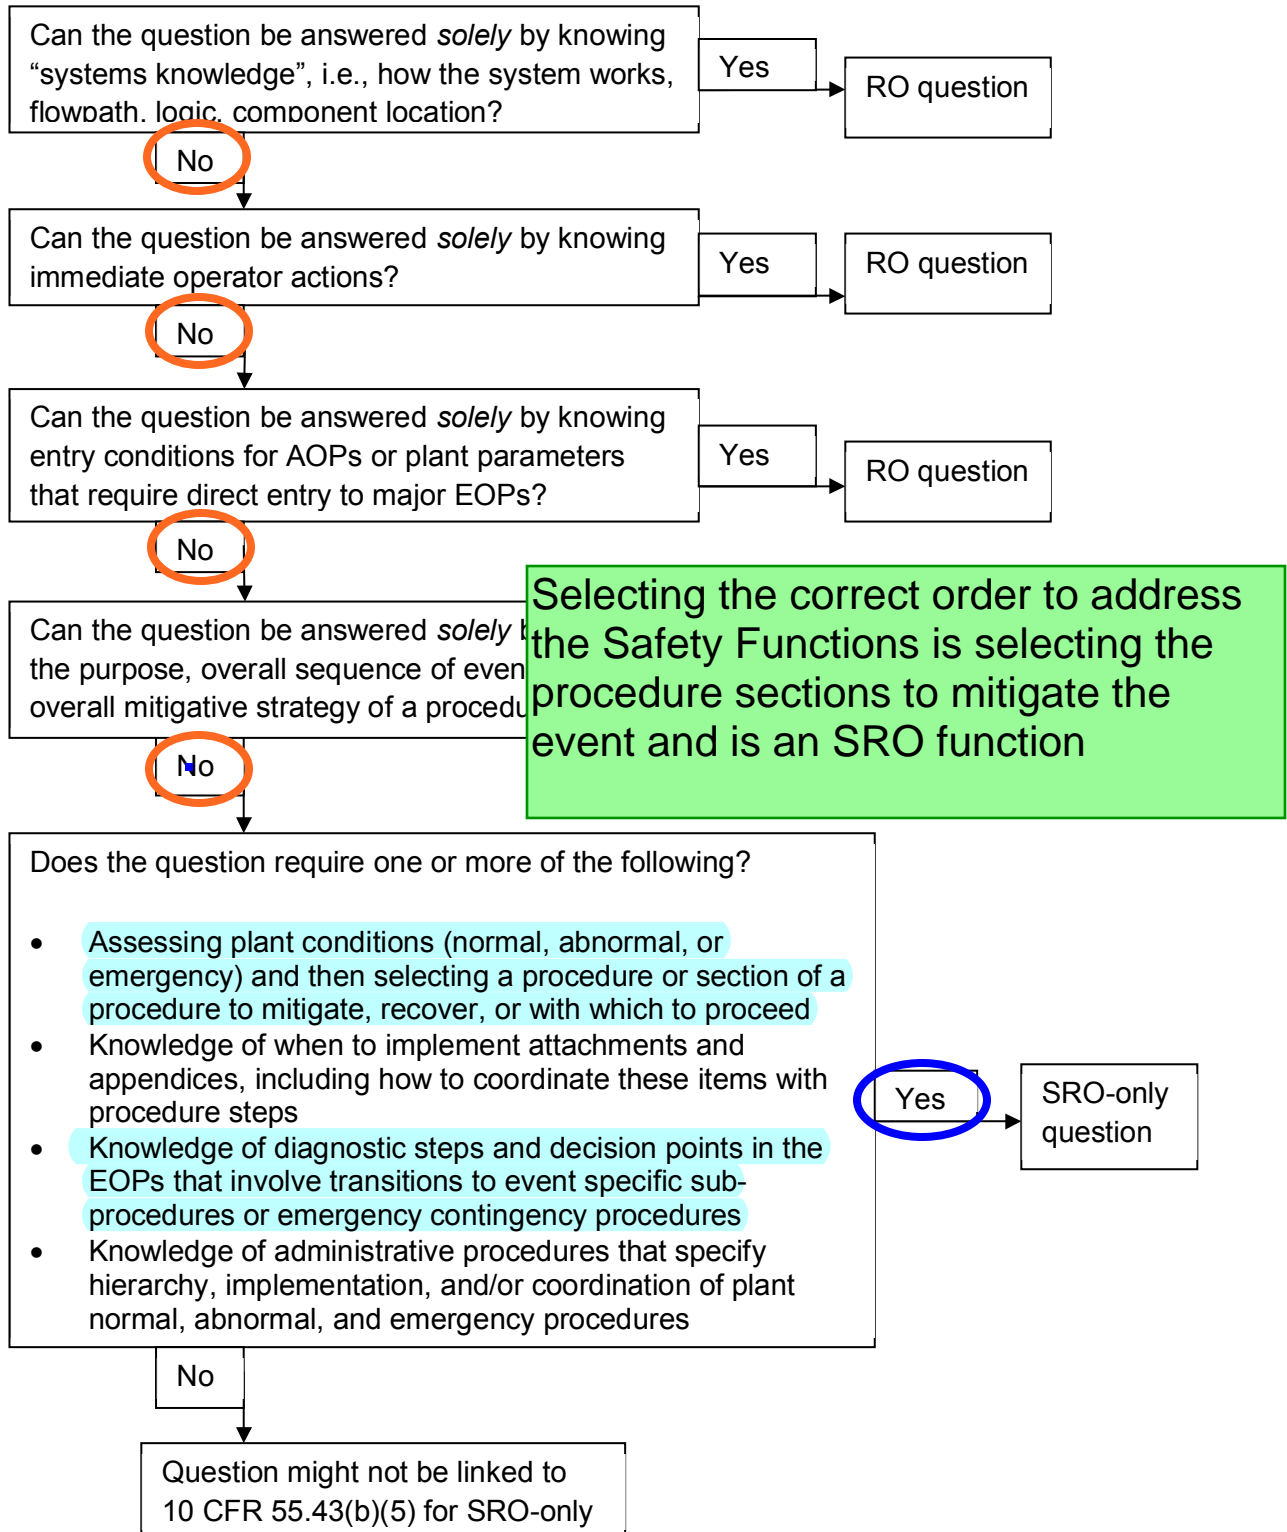 Can the question be answered solely by knowing
“systems knowledge”, i.e., how the system works,
flowpath, logic, component location?
Yes
RO question
No
Can the question be answered solely by knowing
immediate operator actions?
Yes
RO question
No
Can the question be answered solely by knowing
entry conditions for AOPs or plant parameters
that require direct entry to major EOPs?
Yes
RO question
No
Can the question be answered solely
the purpose, overall sequence of
overall mitigative strategy of a
Selecting the correct order to address
the Safety Functions is selecting the
procedure sections to mitigate the
event and is an SRO function
No
Does the question require one or more of the following?
• Assessing plant conditions (normal, abnormal, or
emergency) and then selecting a procedure or section of a
procedure to mitigate, recover, or with which to proceed
• Knowledge of when to implement attachments and
appendices, including how to coordinate these items with
procedure steps
• Knowledge of diagnostic steps and decision points in the
EOPs that involve transitions to event specific sub-
procedures or emergency contingency procedures
• Knowledge of administrative procedures that specify
hierarchy, implementation, and/or coordination of plant
normal, abnormal, and emergency procedures
Yes
SRO-only
question
No
Question might not be linked to
10 CFR 55.43(b)(5) for SRO-only